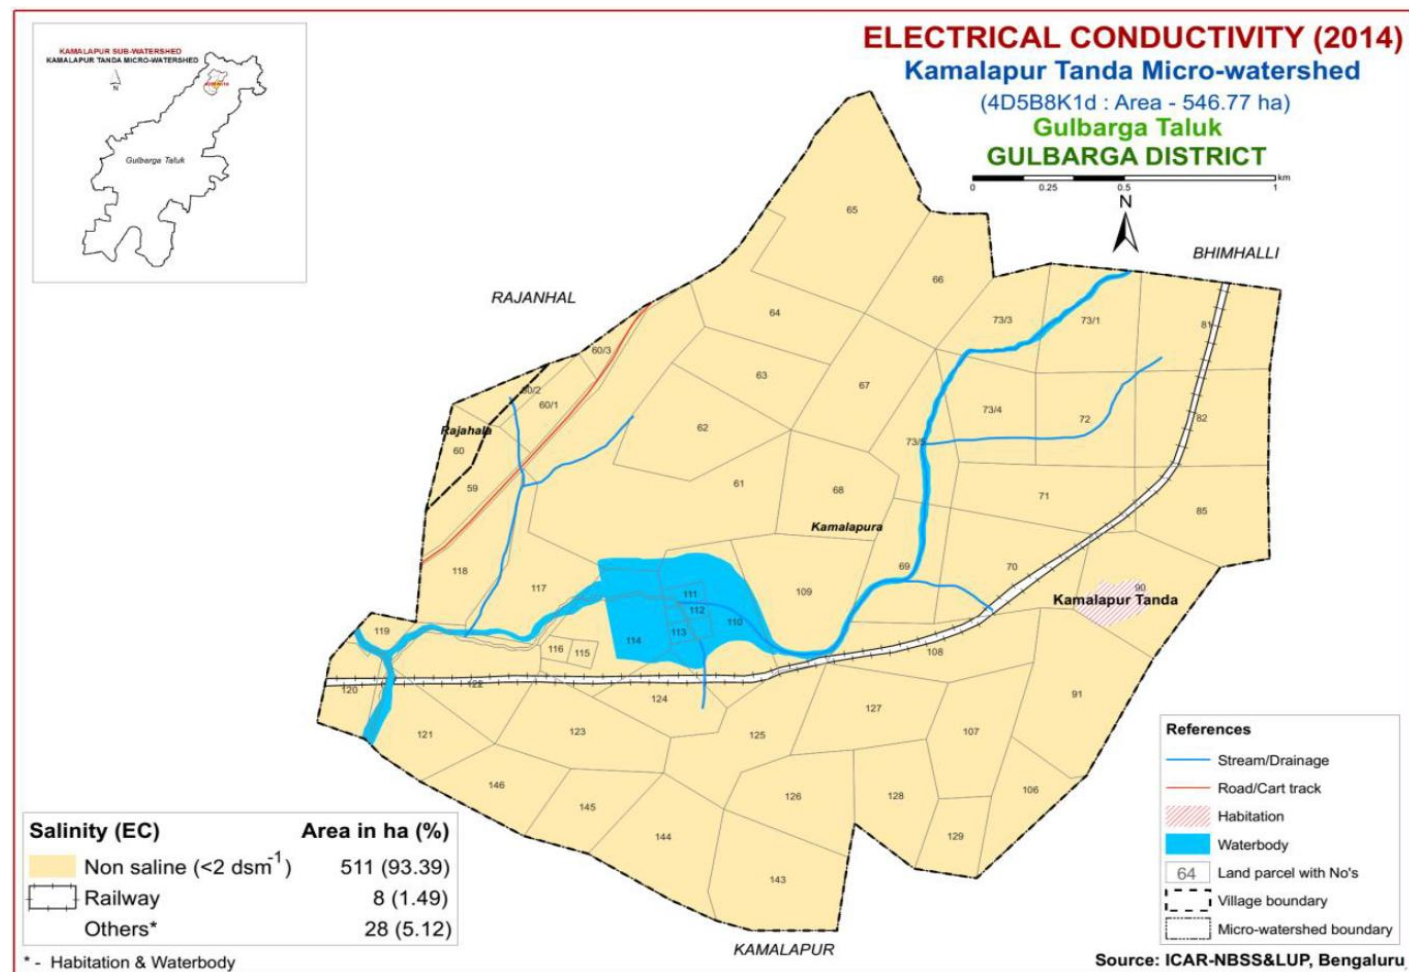 KAMALAPUR SUB-WATERSHED
KAMALAPUR TANDA MICRO-WATERSHED
N
Gulbarga Taluk
ELECTRICAL CONDUCTIVITY (2014)
Kamalapur Tanda Micro-watershed
(4D5B8K1d : Area - 546.77 ha)
Gulbarga Taluk
GULBARGA DISTRICT
km
0 0.25 0.5 1
N
BHIMHALLI
RAJANHAL
65
66
64
73/3 73/1 81
60/3
63
67
60/2
60/1
73/4
72 82
Rajahala
62
73/5
60
61
68
59
71
85
Kamalapura
118
117
109
69
70
90
Kamalapur Tanda
111
112
110
113
114
119
116 115
108
120
122
124
91
127
121
123
125
107
146
145
126
128
106
144
129
143
KAMALAPUR
References
Stream/Drainage
Road/Cart track
Habitation
Waterbody
64 Land parcel with No's
Village boundary
Micro-watershed boundary
Salinity (EC) Area in ha (%)
Non saline (<2 dsm-1) 511 (93.39)
Railway 8 (1.49)
Others* 28 (5.12)
* - Habitation & Waterbody
Source: ICAR-NBSS&LUP, Bengaluru